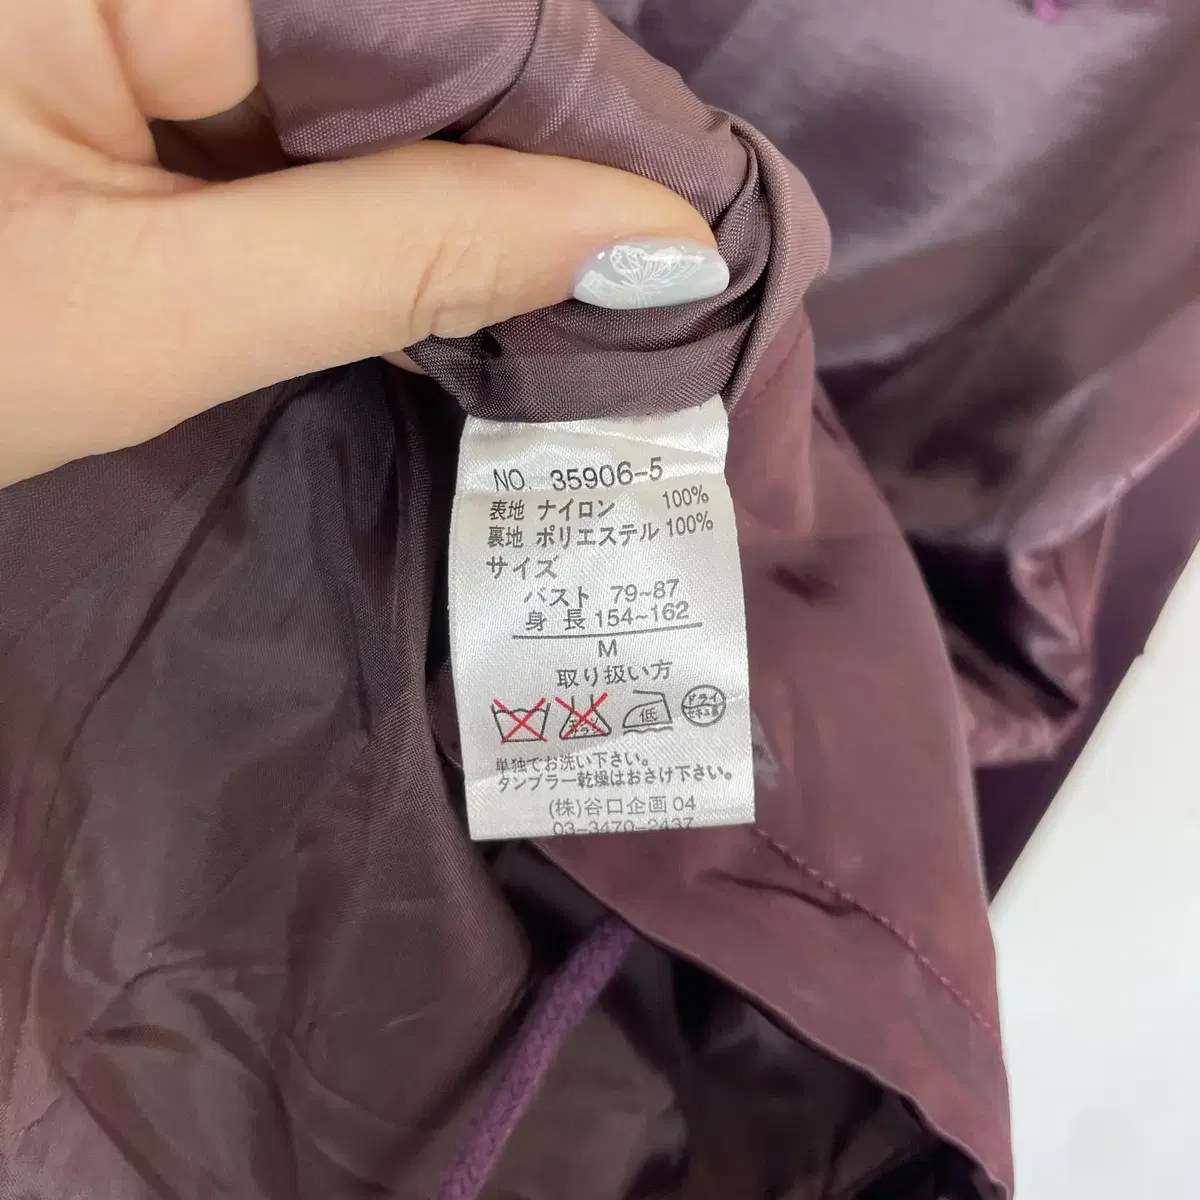 NO. 35906-5
表地 ナイロン 100%
裏地 ポリエステル 100%
サイズ
バスト 79~87
身 長 154~162
M
取り扱い方
低
ドライ
単独でお洗い下さい。
タンブラー乾燥はおさけ下さい。
(株)谷口企画 04
03-3470-2437